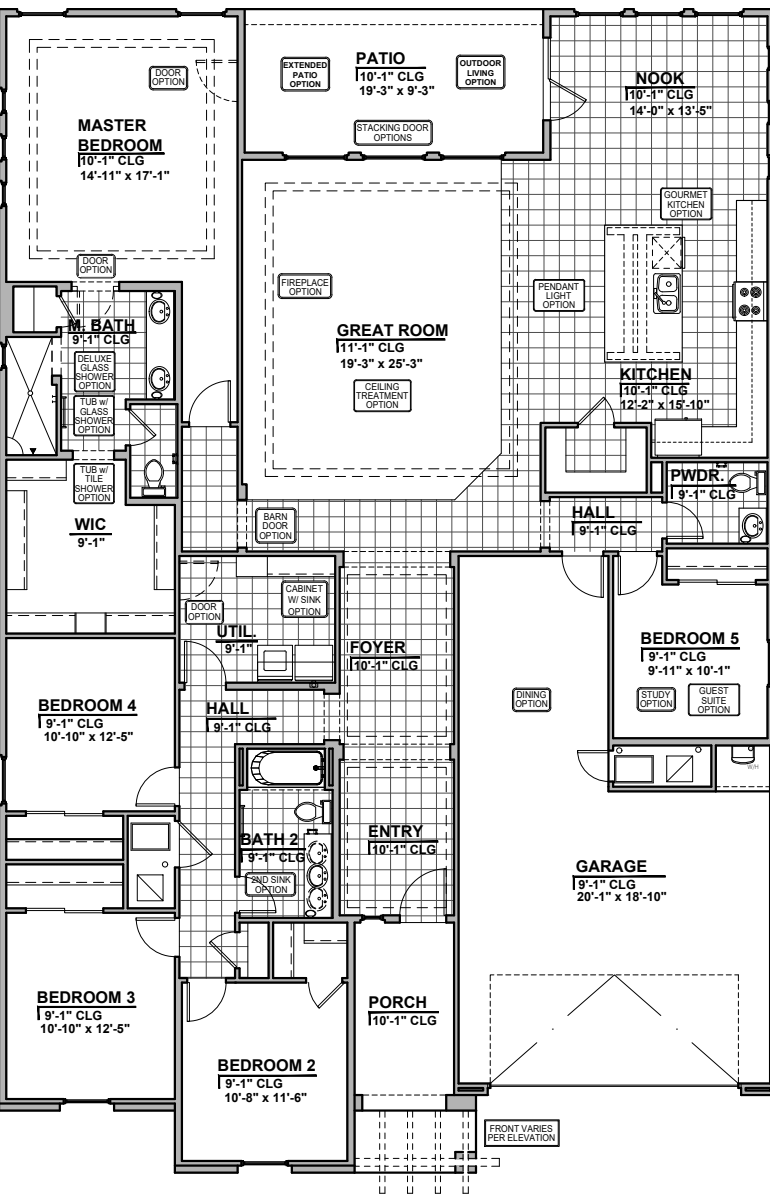 DOOR
OPTION
MASTER
BEDROOM
10'-1" CLG
14'-11" x 17'-1"
EXTENDED
PATIO
OPTION
PATIO
10'-1" CLG
19'-3" x 9'-3"
OUTDOOR
LIVING
OPTION
STACKING DOOR
OPTIONS
NOOK
10'-1" CLG
14'-0" x 13'-5"
GOURMET
KITCHEN
OPTION
DOOR
OPTION
FIREPLACE
OPTION
PENDANT
LIGHT
OPTION
M. BATH
9'-1" CLG
GREAT ROOM
11'-1" CLG
19'-3" x 25'-3"
CEILING
TREATMENT
OPTION
KITCHEN
10'-1" CLG
12'-2" x 15'-10"
DELUXE
GLASS
SHOWER
OPTION
TUB w/
GLASS
SHOWER
OPTION
TUB w/
TILE
SHOWER
OPTION
WIC
9'-1"
BARN
DOOR
OPTION
HALL
9'-1" CLG
PWDR.
9'-1" CLG
DOOR
OPTION
CABINET
W/ SINK
OPTION
UTIL.
9'-1"
FOYER
10'-1" CLG
BEDROOM 5
9'-1" CLG
9'-11" x 10'-1"
STUDY
OPTION
GUEST
SUITE
OPTION
DINING
OPTION
BEDROOM 4
9'-1" CLG
10'-10" x 12'-5"
HALL
9'-1" CLG
W/H
BATH 2
9'-1" CLG
2ND SINK
OPTION
ENTRY
10'-1" CLG
GARAGE
9'-1" CLG
20'-1" x 18'-10"
BEDROOM 3
9'-1" CLG
10'-10" x 12'-5"
PORCH
10'-1" CLG
BEDROOM 2
9'-1" CLG
10'-8" x 11'-6"
FRONT VARIES
PER ELEVATION